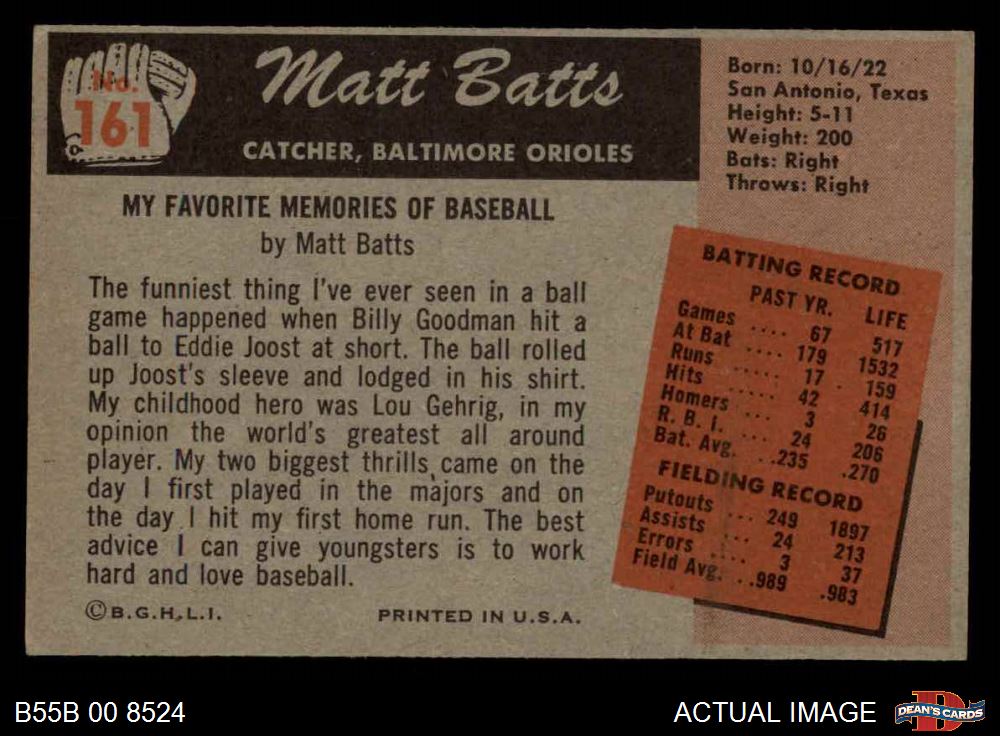 No.
161
Matt Batts
CATCHER, BALTIMORE ORIOLES
Born: 10/16/22
San Antonio, Texas
Height: 5-11
Weight: 200
Bats: Right
Throws: Right
MY FAVORITE MEMORIES OF BASEBALL
by Matt Batts
The funniest thing I've ever seen in a ball
game happened when Billy Goodman hit a
ball to Eddie Joost at short. The ball rolled
up Joost's sleeve and lodged in his shirt.
My childhood hero was Lou Gehrig, in my
opinion the world's greatest all around
player. My two biggest thrills came on the
day I first played in the majors and on
the day I hit my first home run. The best
advice I can give youngsters is to work
hard and love baseball.
©B.G.H.L.I. PRINTED IN U.S.A.
BATTING RECORD
PAST YR. LIFE
Games .... 67 517
At Bat .... 179 1532
Runs ..... 17 159
Hits ..... 42 414
Homers ... 3 26
R. B. I. ... 24 206
Bat. Avg. ..235 .270
FIELDING RECORD
Putouts ... 249 1897
Assists ... 24 213
Errors .... 3 37
Field Avg. ..989 .983
B55B 00 8524
ACTUAL IMAGE
D
DEAN'S CARDS